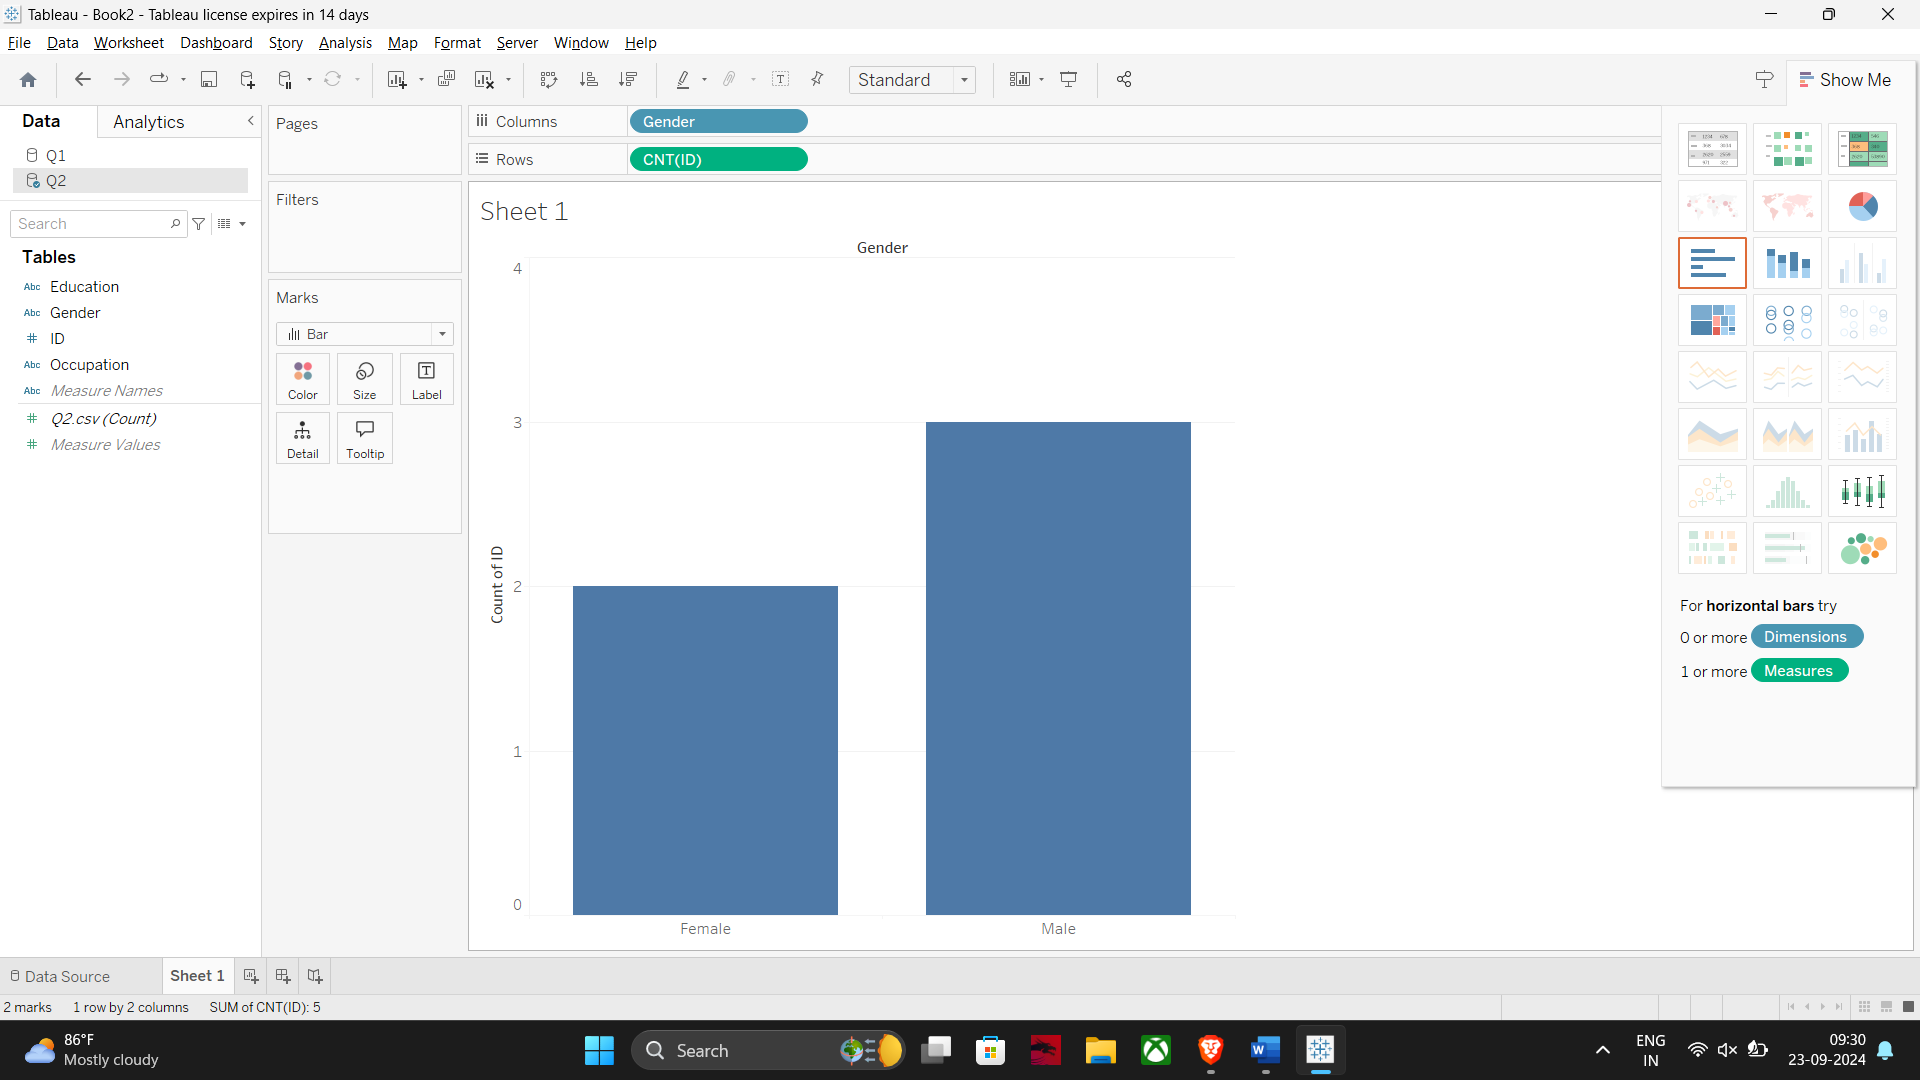 Tableau - Book2 - Tableau license expires in 14 days
File Data Worksheet Dashboard Story Analysis Map Format Server Window Help
Standard
Show Me
Data Analytics
Q1
Q2
Search
Tables
Abc Education
Abc Gender
# ID
Abc Occupation
Abc Measure Names
# Q2.csv (Count)
# Measure Values
Pages
Filters
Marks
Bar
Color Size Label
Detail Tooltip
Columns Gender
Rows CNT(ID)
Sheet 1
Gender
4
3
2
1
0
Count of ID
Female Male
For horizontal bars try
0 or more Dimensions
1 or more Measures
Data Source Sheet 1
2 marks 1 row by 2 columns SUM of CNT(ID): 5
86°F
Mostly cloudy
Search
ENG
IN
09:30
23-09-2024